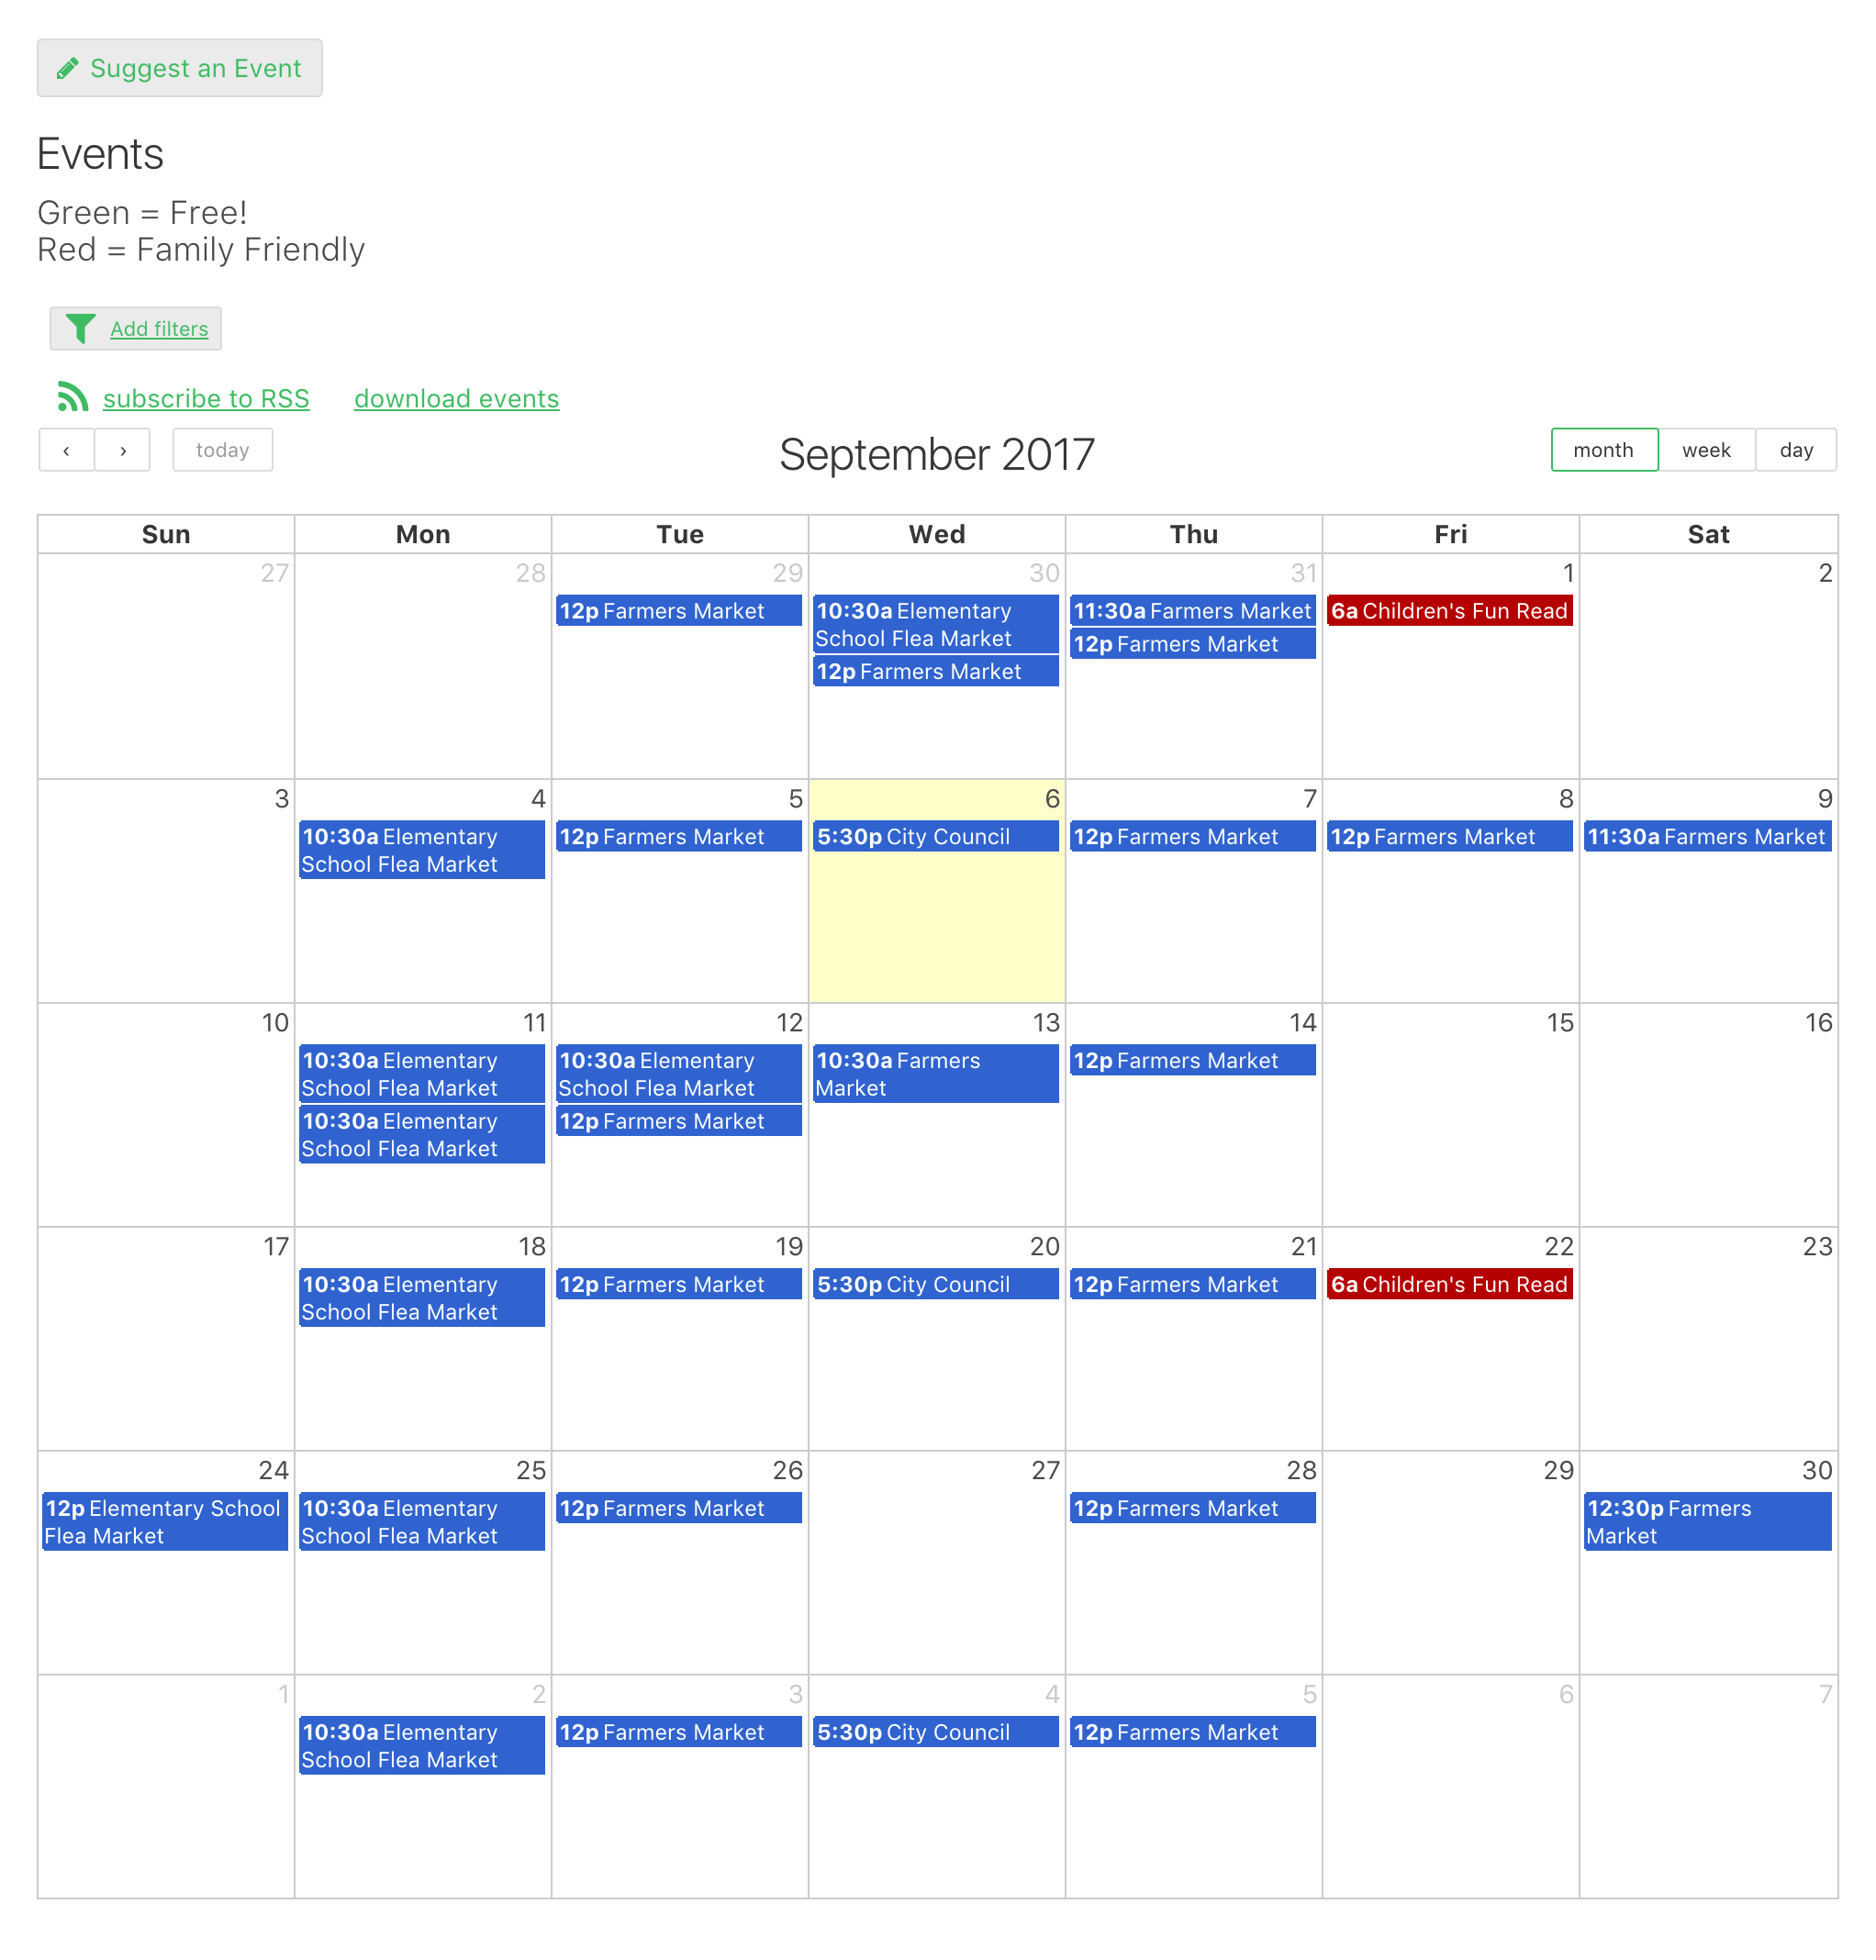 Suggest an Event
Events
Green = Free!
Red = Family Friendly
Add filters
subscribe to RSS download events
‹ › today September 2017 month week day
Sun Mon Tue Wed Thu Fri Sat
27 28 29 30 31 1 2
12p Farmers Market
10:30a Elementary
School Flea Market
12p Farmers Market
11:30a Farmers Market
12p Farmers Market
6a Children's Fun Read
3 4 5 6 7 8 9
10:30a Elementary
School Flea Market
12p Farmers Market
5:30p City Council
12p Farmers Market
12p Farmers Market
11:30a Farmers Market
10 11 12 13 14 15 16
10:30a Elementary
School Flea Market
10:30a Elementary
School Flea Market
10:30a Elementary
School Flea Market
12p Farmers Market
10:30a Farmers
Market
12p Farmers Market
17 18 19 20 21 22 23
10:30a Elementary
School Flea Market
12p Farmers Market
5:30p City Council
12p Farmers Market
6a Children's Fun Read
24 25 26 27 28 29 30
12p Elementary School
Flea Market
10:30a Elementary
School Flea Market
12p Farmers Market
12p Farmers Market
12:30p Farmers
Market
1 2 3 4 5 6 7
10:30a Elementary
School Flea Market
12p Farmers Market
5:30p City Council
12p Farmers Market